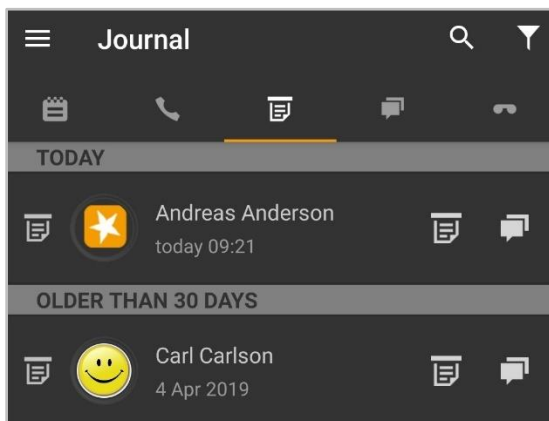 Journal
TODAY
Andreas Anderson
today 09:21
OLDER THAN 30 DAYS
Carl Carlson
4 Apr 2019